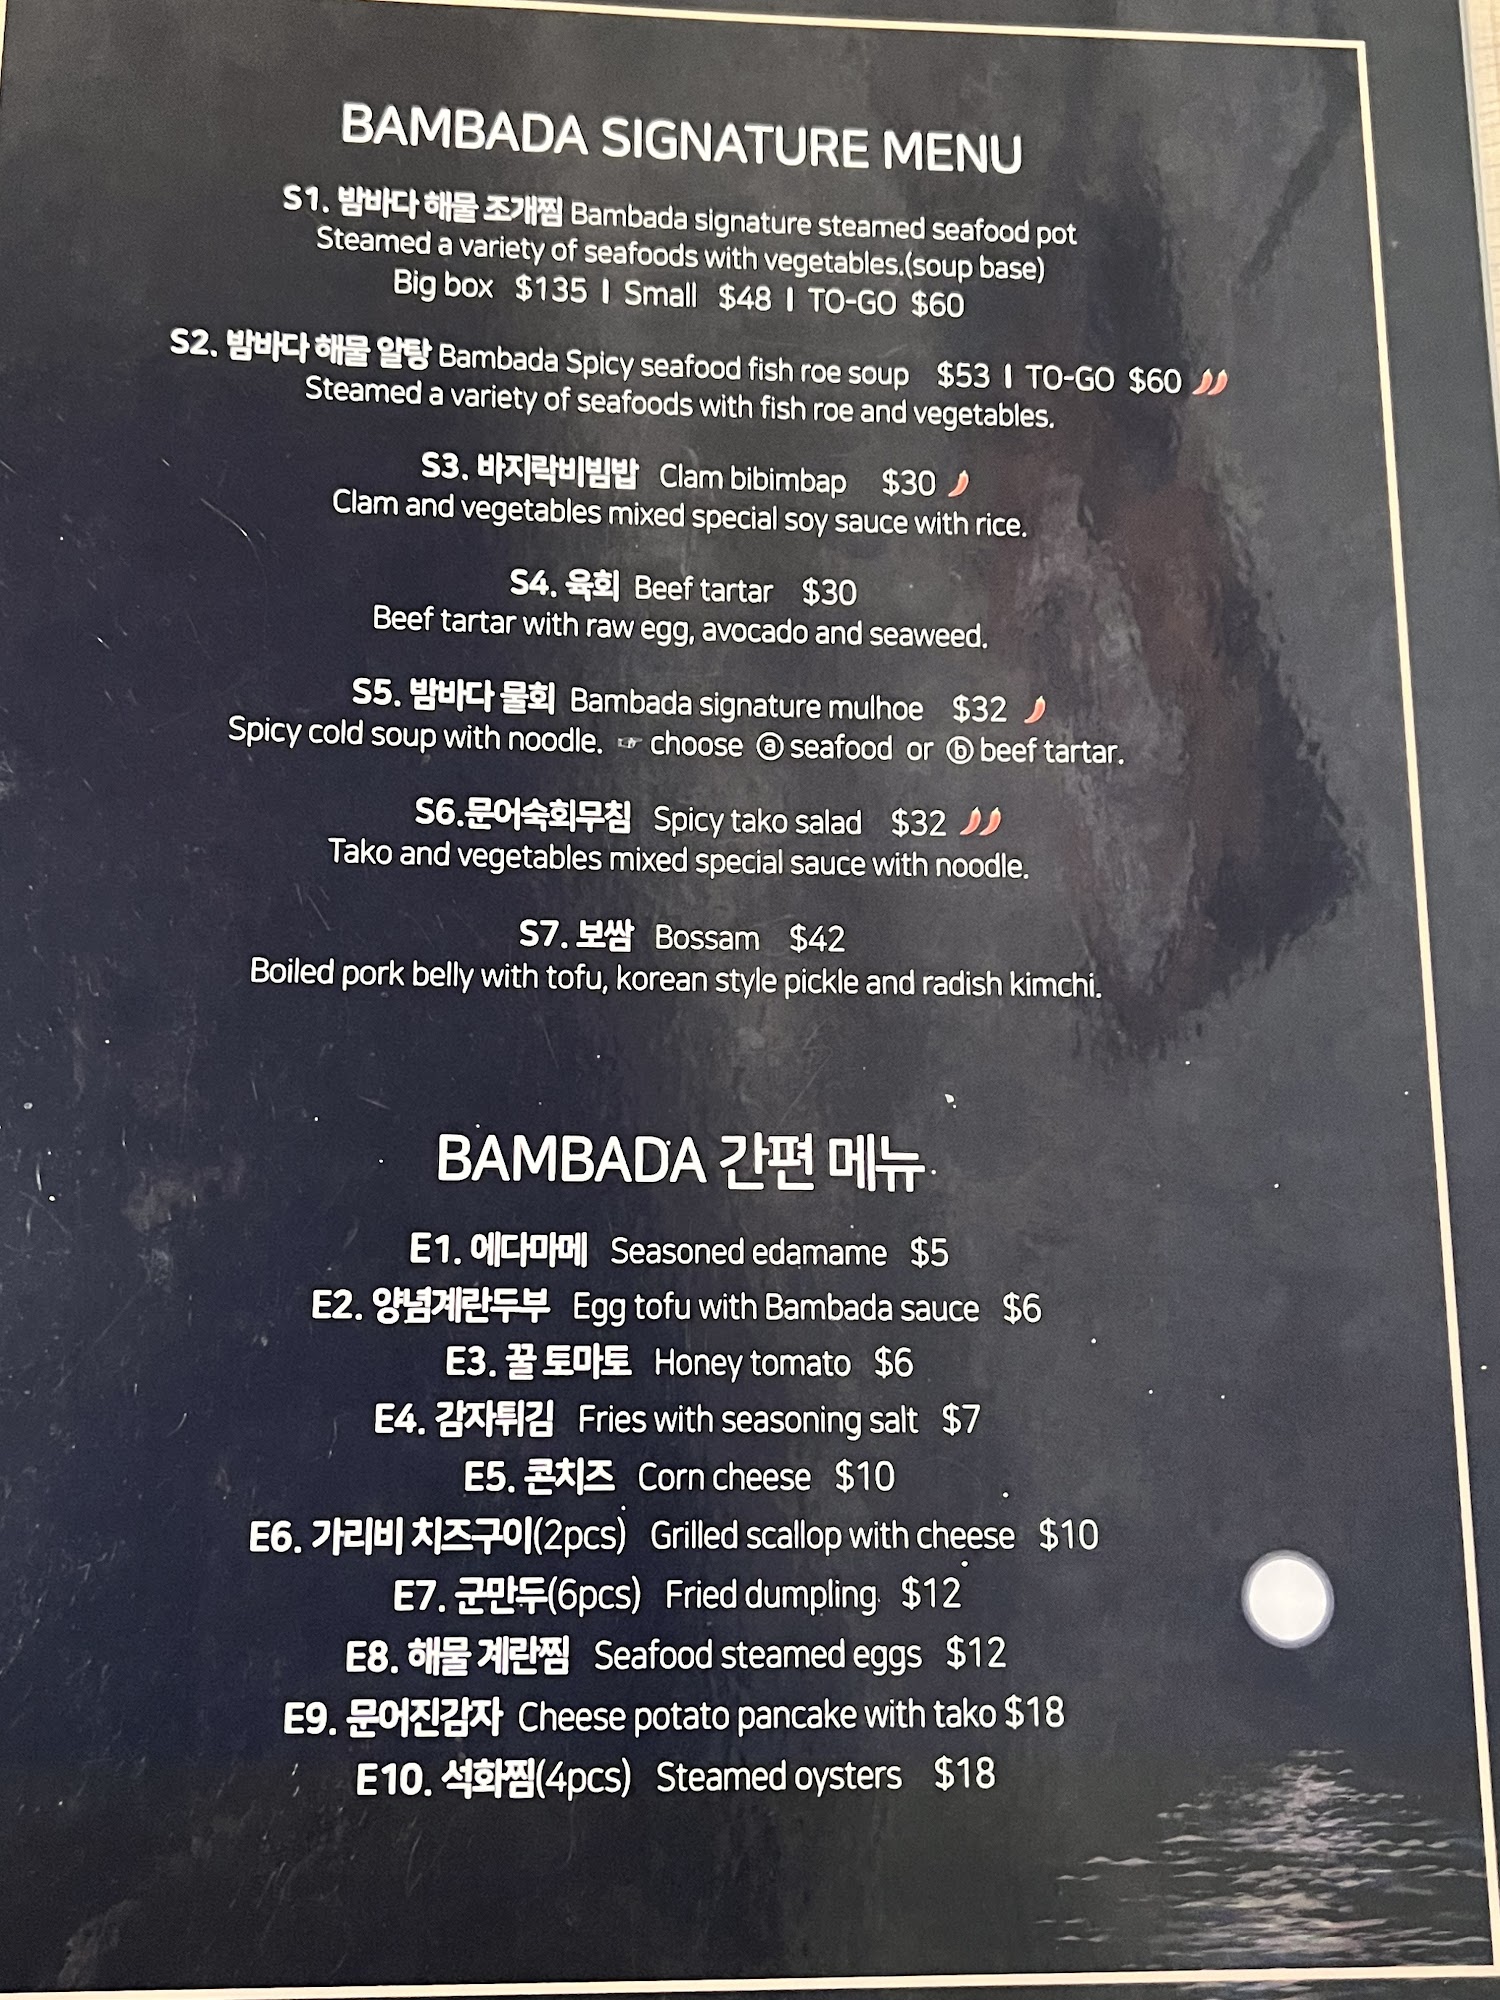 BAMBADA SIGNATURE MENU
S1. 밤바다 해물 조개찜 Bambada signature steamed seafood pot
Steamed a variety of seafoods with vegetables.(soup base)
Big box $135 I Small $48 I TO-GO $60
S2. 밤바다 해물 알탕 Bambada Spicy seafood fish roe soup $53 I TO-GO $60
Steamed a variety of seafoods with fish roe and vegetables.
S3. 바지락비빔밥 Clam bibimbap $30
Clam and vegetables mixed special soy sauce with rice.
S4. 육회 Beef tartar $30
Beef tartar with raw egg, avocado and seaweed.
S5. 밤바다 물회 Bambada signature mulhoe $32
Spicy cold soup with noodle. ☞ choose ⓐ seafood or ⓑ beef tartar.
S6.문어숙회무침 Spicy tako salad $32
Tako and vegetables mixed special sauce with noodle.
S7. 보쌈 Bossam $42
Boiled pork belly with tofu, korean style pickle and radish kimchi.
BAMBADA 간편 메뉴
E1. 에다마메 Seasoned edamame $5
E2. 양념계란두부 Egg tofu with Bambada sauce $6
E3. 꿀 토마토 Honey tomato $6
E4. 감자튀김 Fries with seasoning salt $7
E5. 콘치즈 Corn cheese $10
E6. 가리비 치즈구이(2pcs) Grilled scallop with cheese $10
E7. 군만두(6pcs) Fried dumpling $12
E8. 해물 계란찜 Seafood steamed eggs $12
E9. 문어진감자 Cheese potato pancake with tako $18
E10. 석화찜(4pcs) Steamed oysters $18